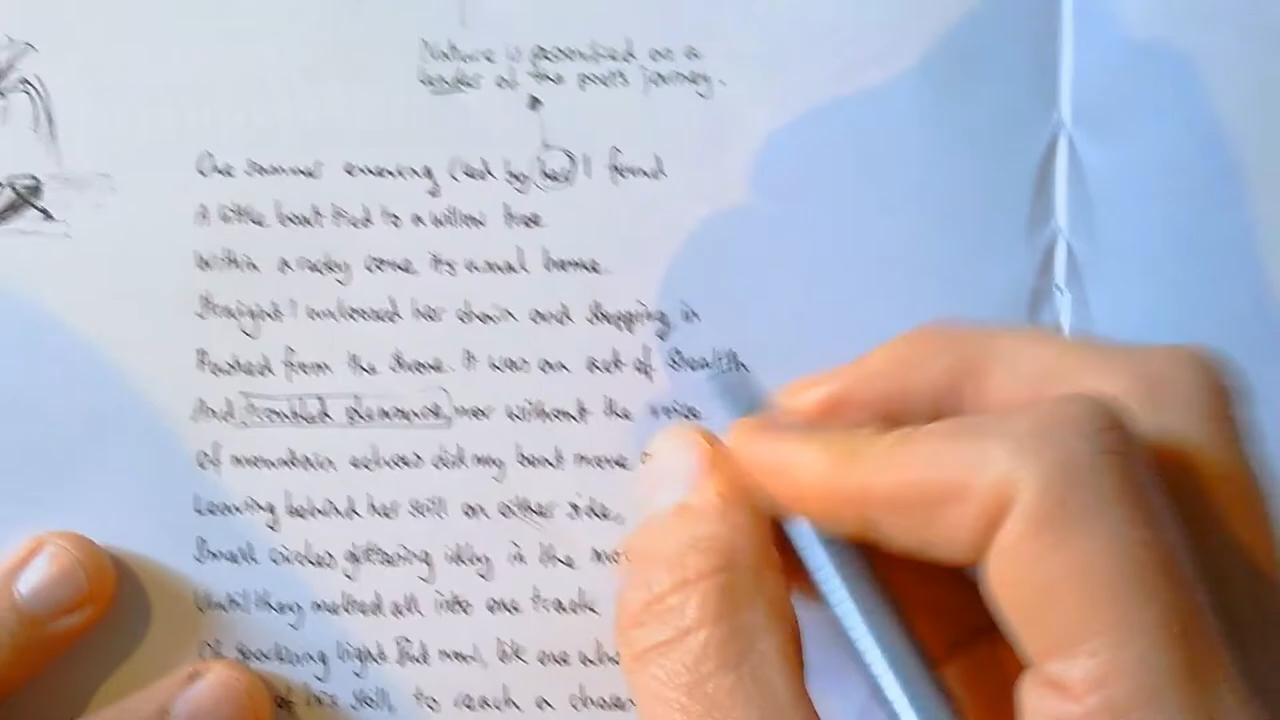 Nature is personified as a
leader of the poets journey.
One summer evening (led by her) I found
A little boat tied to a willow tree
Within a rocky cove, its usual home.
Straight I unloosed her chain and stepping in
Pushed from the shore. It was an act of stealth
And troubled pleasure, nor without the voice
Of mountain echoes did my boat move
Leaving behind her still on either side,
Small circles glittering idly in the
Until they melted all into one track
Of sparkling light. But now, like one who
of his skill, to reach a chosen